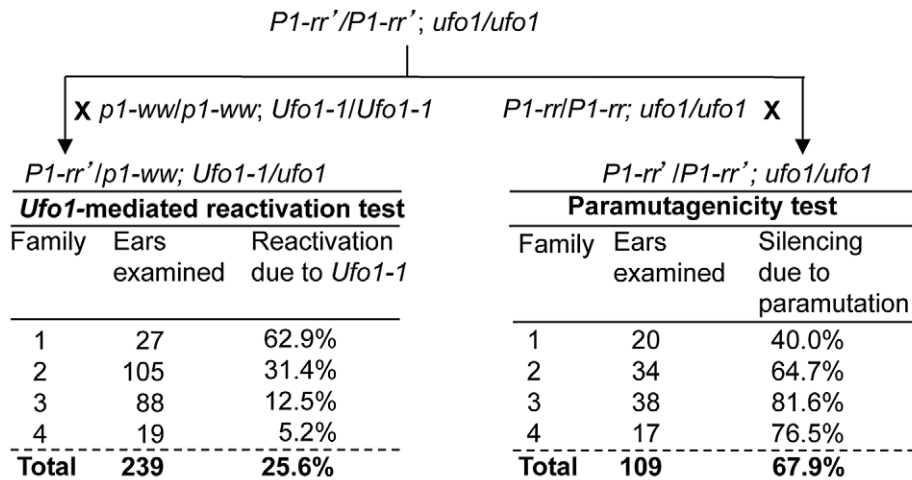 P1-rr′/P1-rr′; ufo1/ufo1
X p1-ww/p1-ww; Ufo1-1/Ufo1-1
P1-rr/P1-rr; ufo1/ufo1 X
P1-rr′/p1-ww; Ufo1-1/ufo1
Ufo1-mediated reactivation test
Family Ears examined Reactivation due to Ufo1-1
1 27 62.9%
2 105 31.4%
3 88 12.5%
4 19 5.2%
Total 239 25.6%
P1-rr′ /P1-rr′; ufo1/ufo1
Paramutagenicity test
Family Ears examined Silencing due to paramutation
1 20 40.0%
2 34 64.7%
3 38 81.6%
4 17 76.5%
Total 109 67.9%